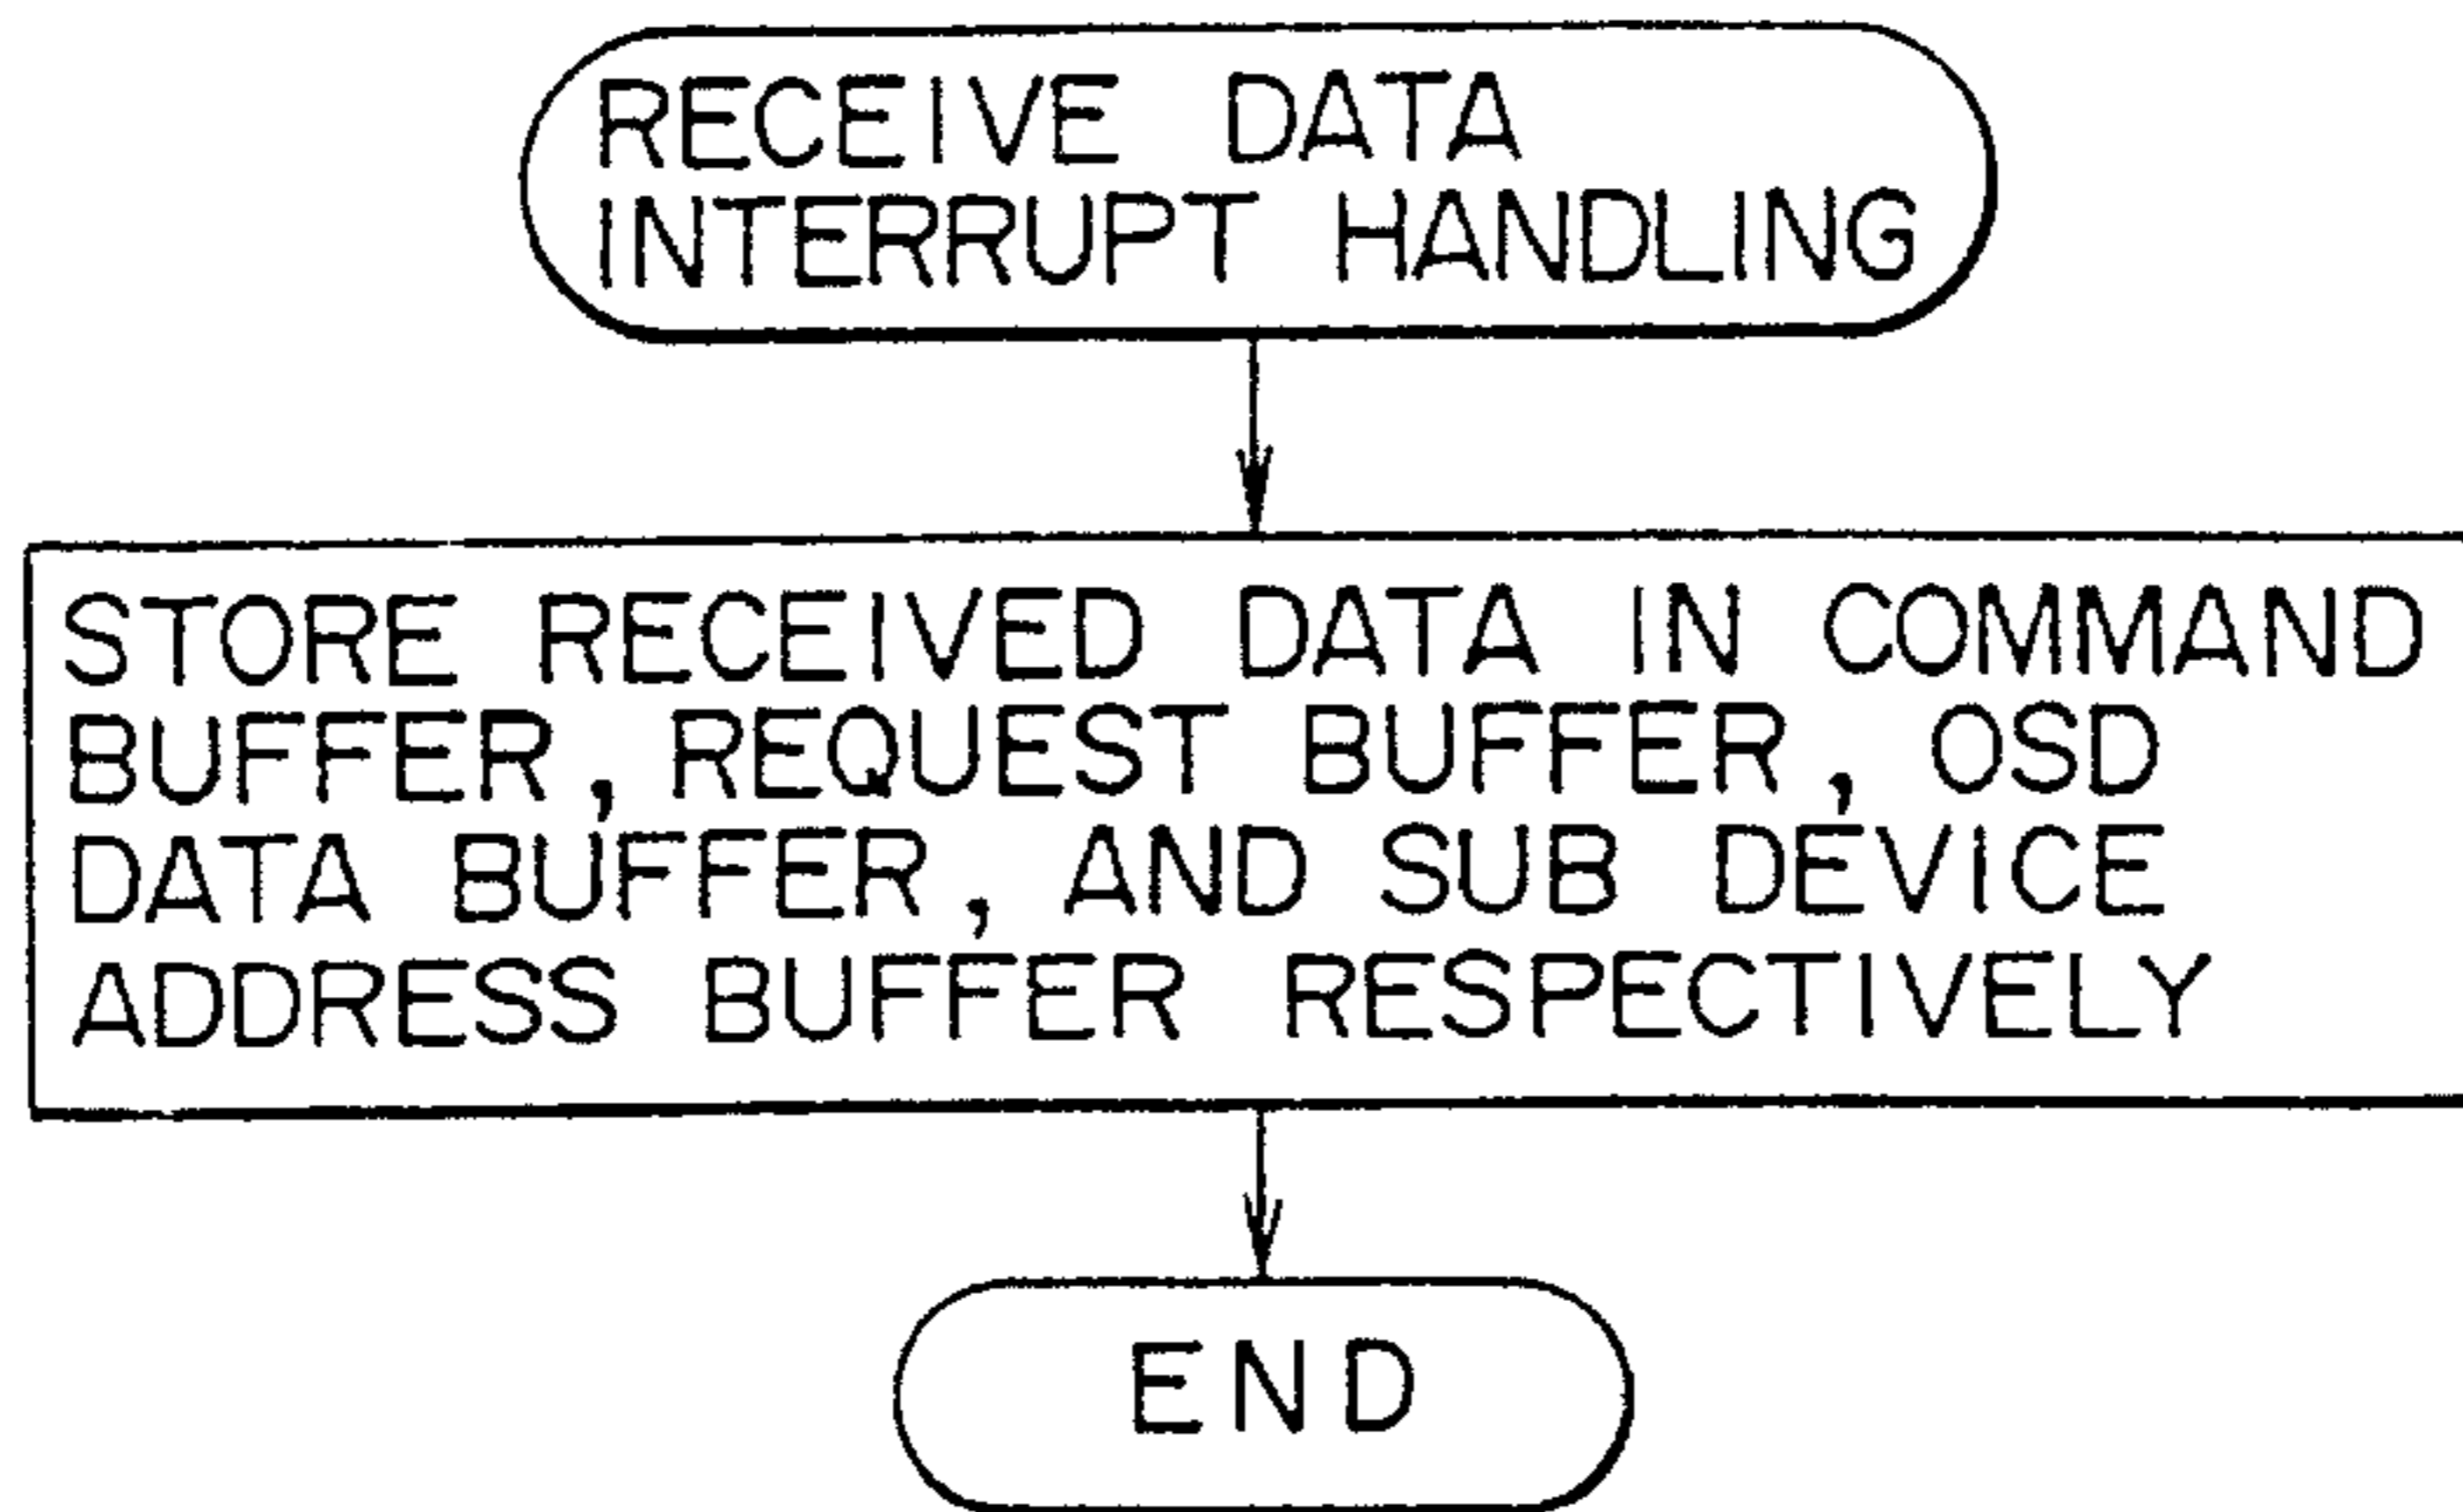 RECEIVE DATA
INTERRUPT HANDLING
STORE RECEIVED DATA IN COMMAND
BUFFER, REQUEST BUFFER, OSD
DATA BUFFER, AND SUB DEVICE
ADDRESS BUFFER RESPECTIVELY
END